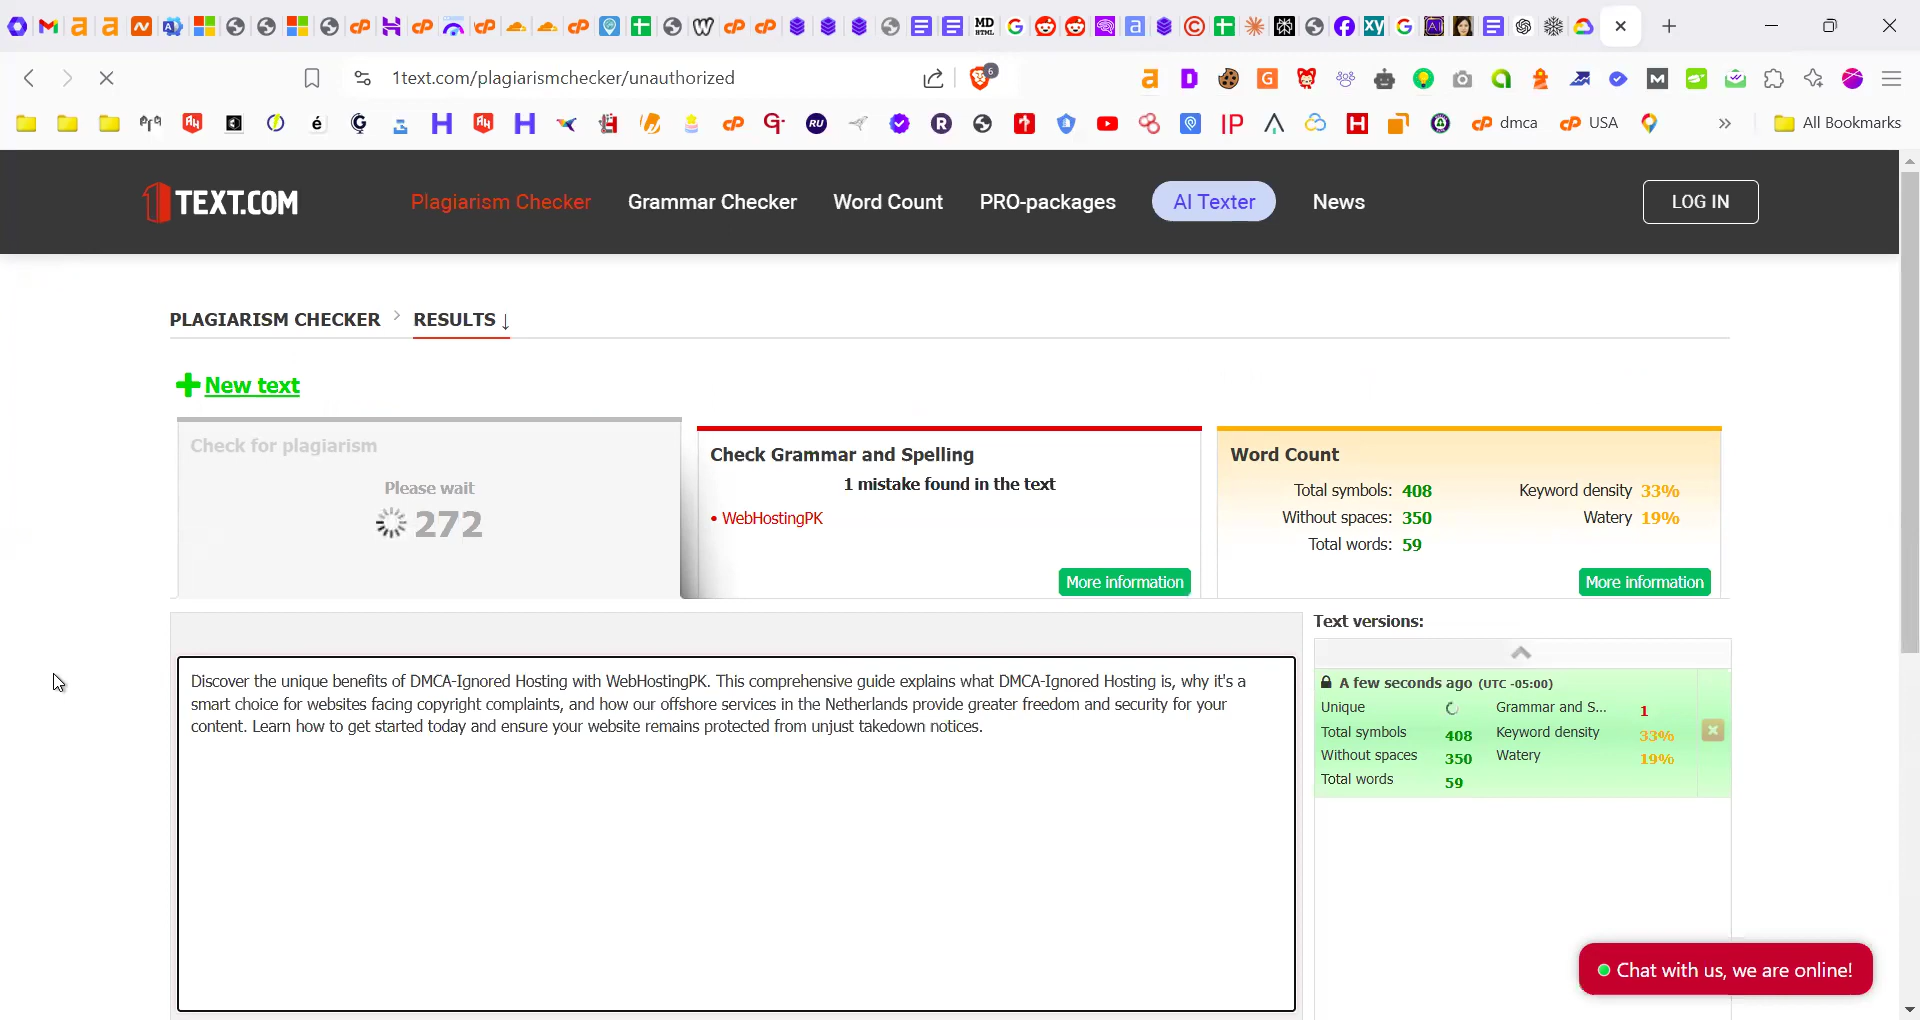 6
1text.com/plagiarismchecker/unauthorized
dmca
USA
All Bookmarks
1TEXT.COM
Plagiarism Checker
Grammar Checker
Word Count
PRO-packages
AI Texter
News
LOG IN
PLAGIARISM CHECKER > RESULTS ↓
New text
Check for plagiarism
Please wait
272
Check Grammar and Spelling
1 mistake found in the text
• WebHostingPK
More information
Word Count
Total symbols: 408
Keyword density 33%
Without spaces: 350
Watery 19%
Total words: 59
More information
Discover the unique benefits of DMCA-Ignored Hosting with WebHostingPK. This comprehensive guide explains what DMCA-Ignored Hosting is, why it's a
smart choice for websites facing copyright complaints, and how our offshore services in the Netherlands provide greater freedom and security for your
content. Learn how to get started today and ensure your website remains protected from unjust takedown notices.
Text versions:
A few seconds ago (UTC -05:00)
Unique
Grammar and S... 1
Total symbols 408
Keyword density 33%
Without spaces 350
Watery 19%
Total words 59
Chat with us, we are online!